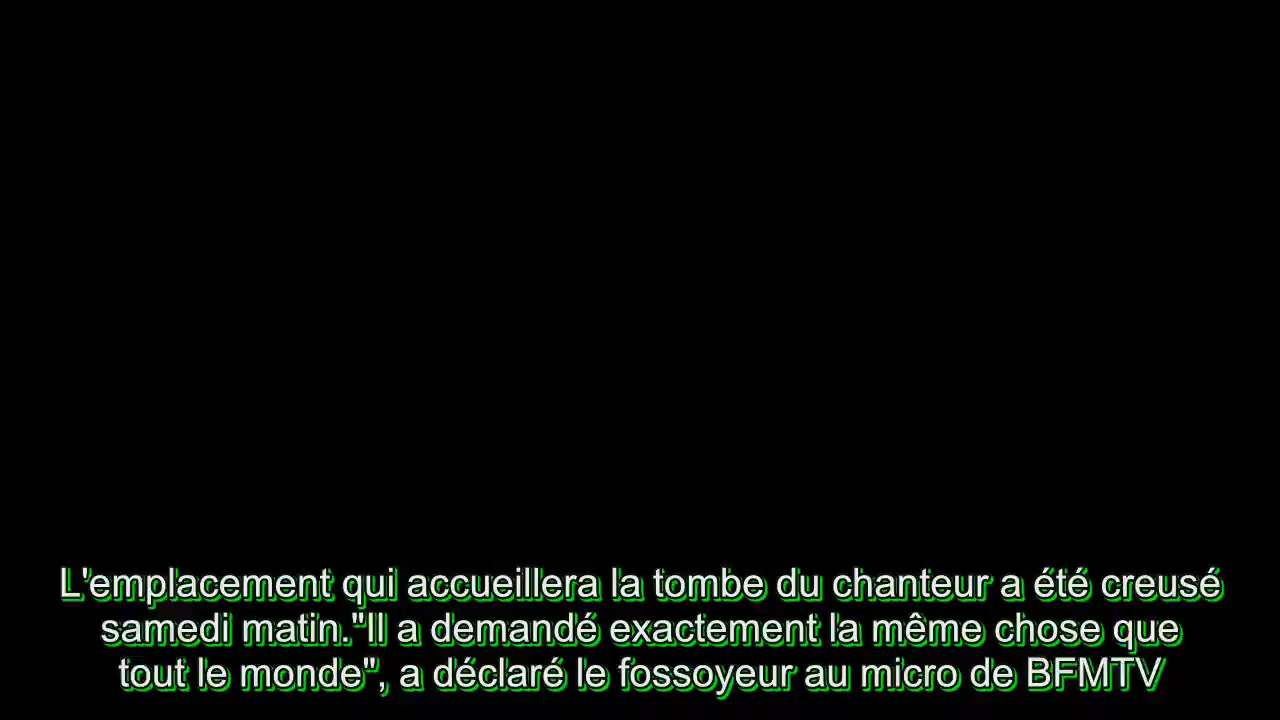 L'emplacement qui accueillera la tombe du chanteur a été creusé
samedi matin."Il a demandé exactement la même chose que
tout le monde", a déclaré le fossoyeur au micro de BFMTV